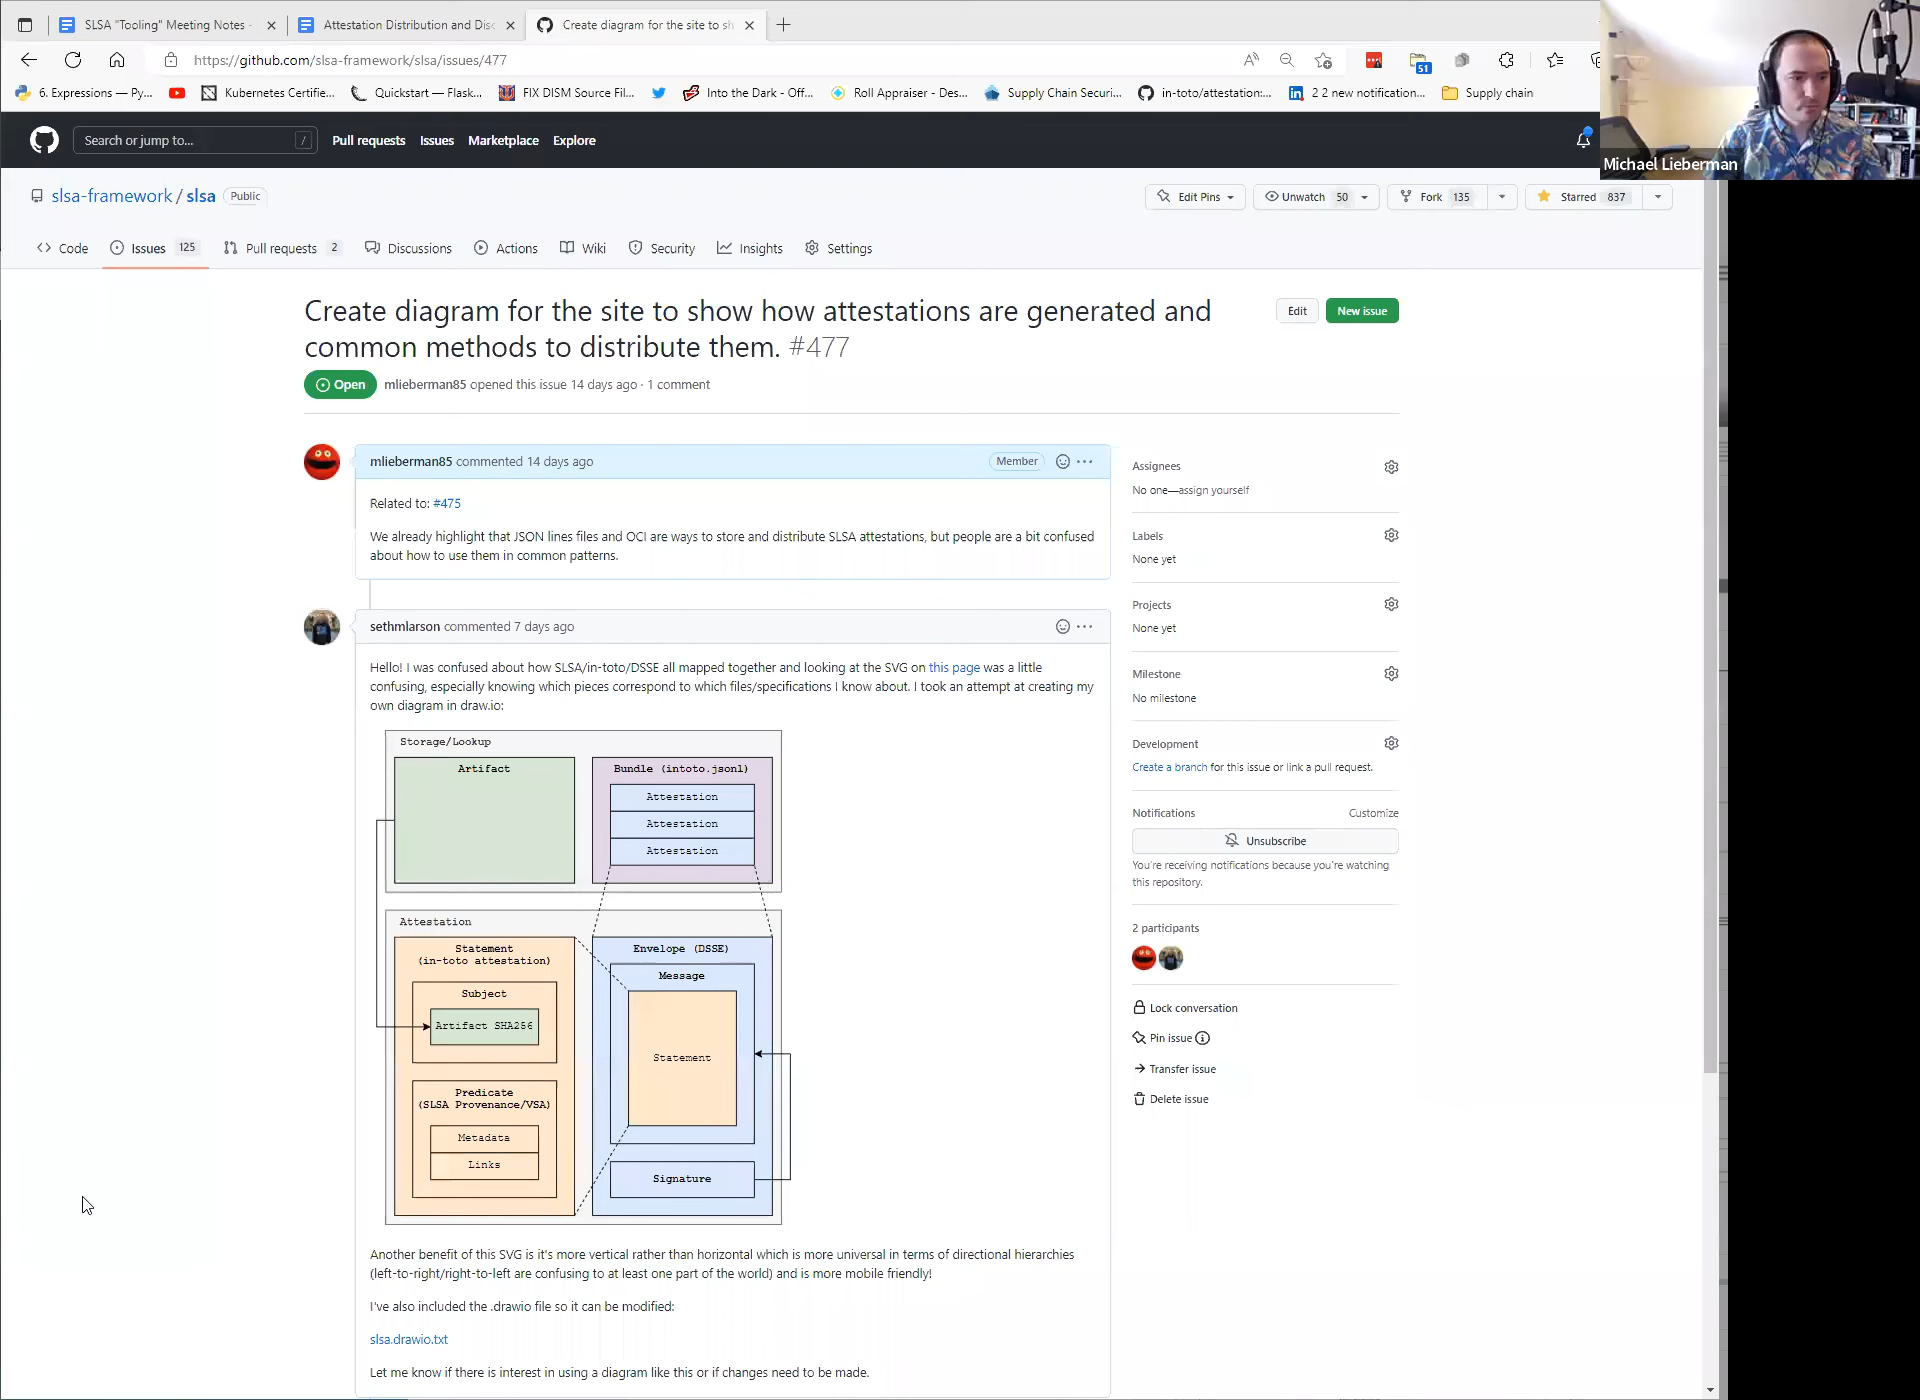 SLSA "Tooling" Meeting Notes -
Attestation Distribution and Disc
Create diagram for the site to sh
https://github.com/slsa-framework/slsa/issues/477
51
6. Expressions — Py...
Kubernetes Certifie...
Quickstart — Flask...
FIX DISM Source Fil...
Into the Dark - Off...
Roll Appraiser - Des...
Supply Chain Securi...
in-toto/attestation:...
2 2 new notification...
Supply chain
Michael Lieberman
Search or jump to...
/
Pull requests
Issues
Marketplace
Explore
slsa-framework / slsa
Public
Edit Pins
Unwatch 50
Fork 135
Starred 837
Code
Issues 125
Pull requests 2
Discussions
Actions
Wiki
Security
Insights
Settings
Create diagram for the site to show how attestations are generated and
common methods to distribute them. #477
Edit
New issue
Open
mlieberman85 opened this issue 14 days ago · 1 comment
mlieberman85 commented 14 days ago
Member
Related to: #475
We already highlight that JSON lines files and OCI are ways to store and distribute SLSA attestations, but people are a bit confused
about how to use them in common patterns.
sethmlarson commented 7 days ago
Hello! I was confused about how SLSA/in-toto/DSSE all mapped together and looking at the SVG on this page was a little
confusing, especially knowing which pieces correspond to which files/specifications I know about. I took an attempt at creating my
own diagram in draw.io:
Storage/Lookup
Artifact
Bundle (intoto.jsonl)
Attestation
Attestation
Attestation
Attestation
Statement
(in-toto attestation)
Subject
Artifact SHA256
Predicate
(SLSA Provenance/VSA)
Metadata
Links
Envelope (DSSE)
Message
Statement
Signature
Another benefit of this SVG is it's more vertical rather than horizontal which is more universal in terms of directional hierarchies
(left-to-right/right-to-left are confusing to at least one part of the world) and is more mobile friendly!
I've also included the .drawio file so it can be modified:
slsa.drawio.txt
Let me know if there is interest in using a diagram like this or if changes need to be made.
Assignees
No one—assign yourself
Labels
None yet
Projects
None yet
Milestone
No milestone
Development
Create a branch for this issue or link a pull request.
Notifications
Customize
Unsubscribe
You're receiving notifications because you're watching
this repository.
2 participants
Lock conversation
Pin issue
Transfer issue
Delete issue